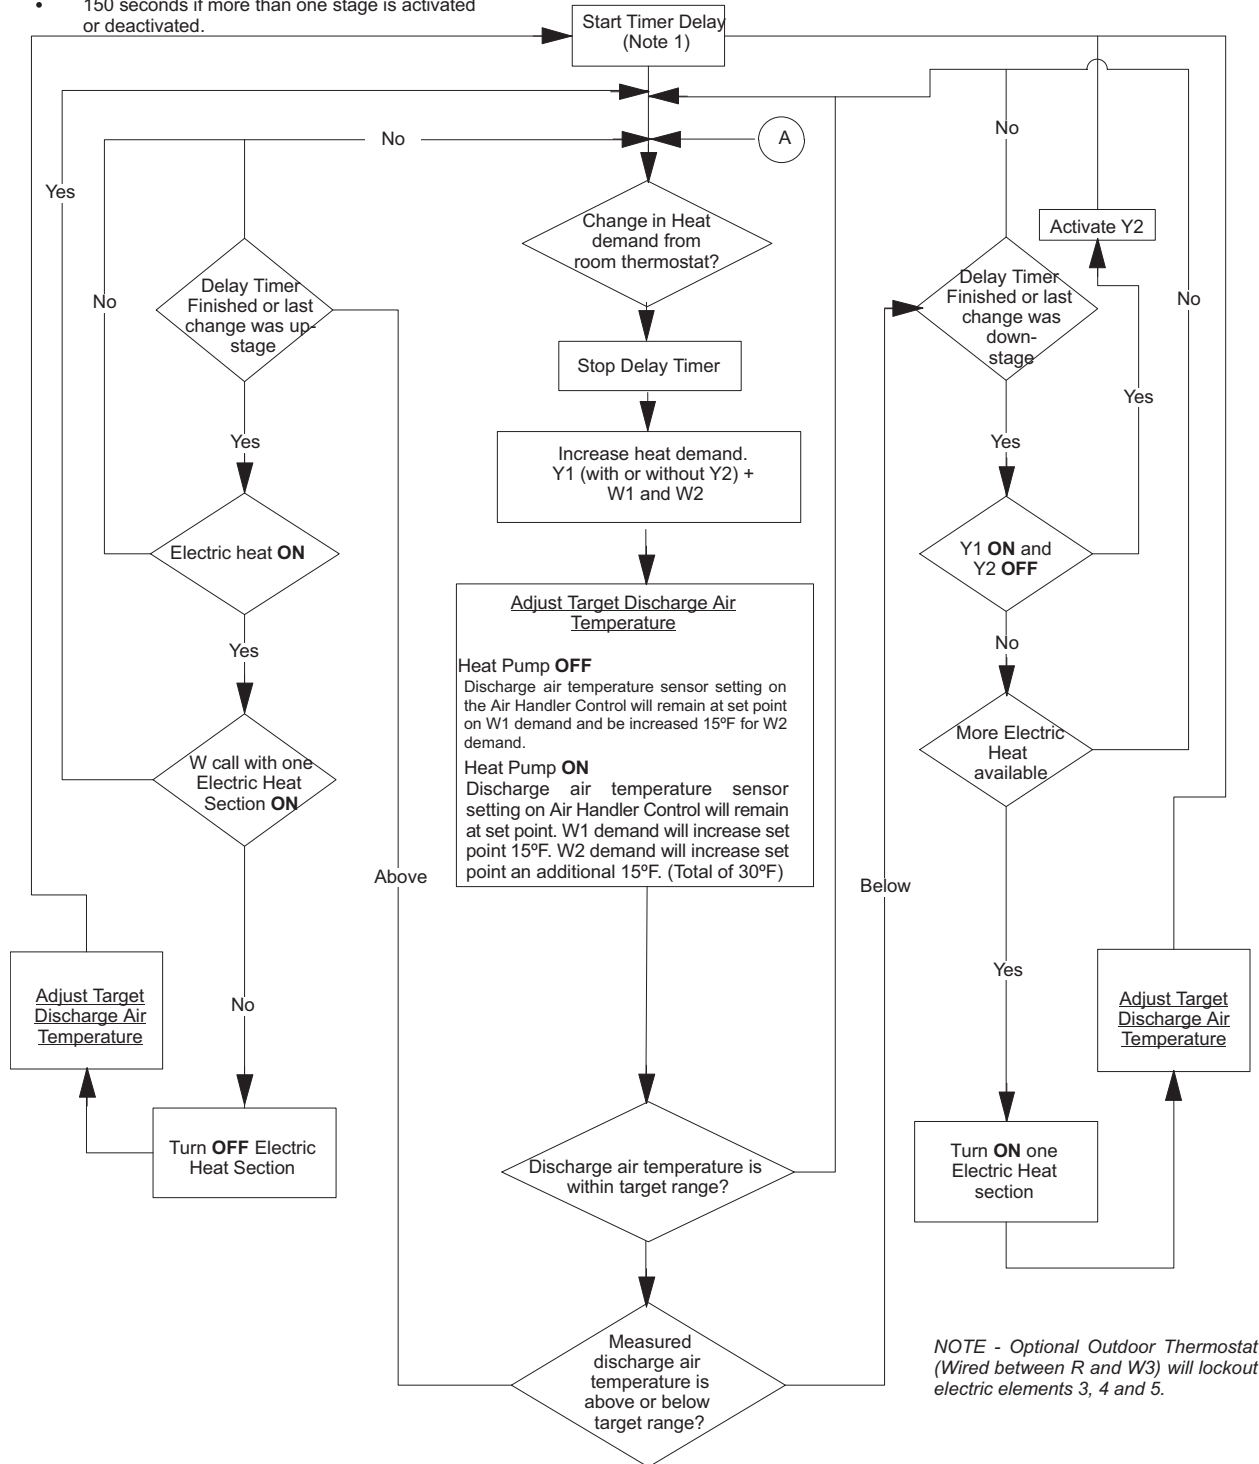 • 150 seconds if more than one stage is activated
or deactivated.
Start Timer Delay
(Note 1)
No
A
No
Yes
Change in Heat
demand from
room thermostat?
Activate Y2
Delay Timer
Finished or last
change was up-
stage
No
Delay Timer
Finished or last
change was
down-
stage
No
Stop Delay Timer
Yes
Yes
Increase heat demand.
Y1 (with or without Y2) +
W1 and W2
Yes
Electric heat ON
Y1 ON and
Y2 OFF
Adjust Target Discharge Air
Temperature
Heat Pump OFF
Discharge air temperature sensor setting on
the Air Handler Control will remain at set point
on W1 demand and be increased 15ºF for W2
demand.
Heat Pump ON
Discharge air temperature sensor
setting on Air Handler Control will remain
at set point. W1 demand will increase set
point 15ºF. W2 demand will increase set
point an additional 15ºF. (Total of 30ºF)
Yes
No
W call with one
Electric Heat
Section ON
More Electric
Heat
available
Above
Below
Yes
No
Adjust Target
Discharge Air
Temperature
Adjust Target
Discharge Air
Temperature
Turn OFF Electric
Heat Section
Discharge air temperature is
within target range?
Turn ON one
Electric Heat
section
Measured
discharge air
temperature is
above or below
target range?
NOTE - Optional Outdoor Thermostat
(Wired between R and W3) will lockout
electric elements 3, 4 and 5.